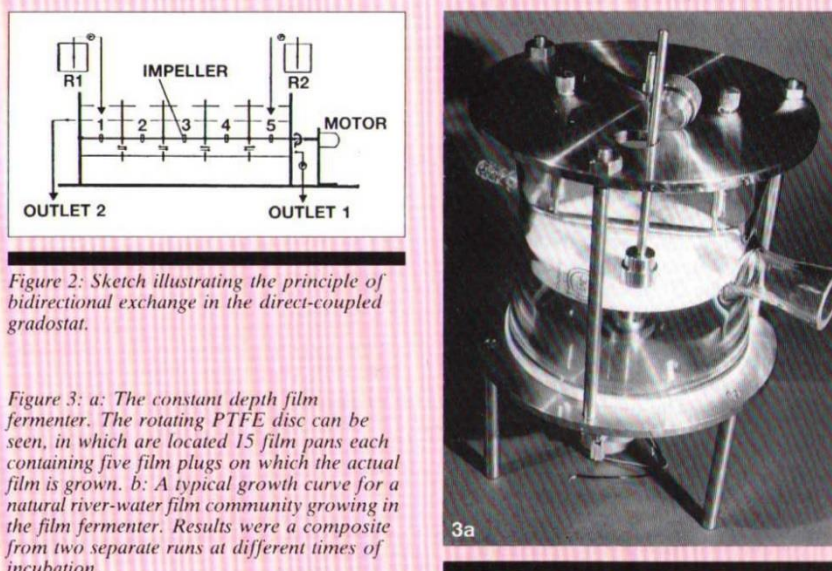 R1
IMPELLER
R2
1 2 3 4 5
MOTOR
OUTLET 2
OUTLET 1
Figure 2: Sketch illustrating the principle of
bidirectional exchange in the direct-coupled
gradostat.
Figure 3: a: The constant depth film
fermenter. The rotating PTFE disc can be
seen, in which are located 15 film pans each
containing five film plugs on which the actual
film is grown. b: A typical growth curve for a
natural river-water film community growing in
the film fermenter. Results were a composite
from two separate runs at different times of
incubation.
3a